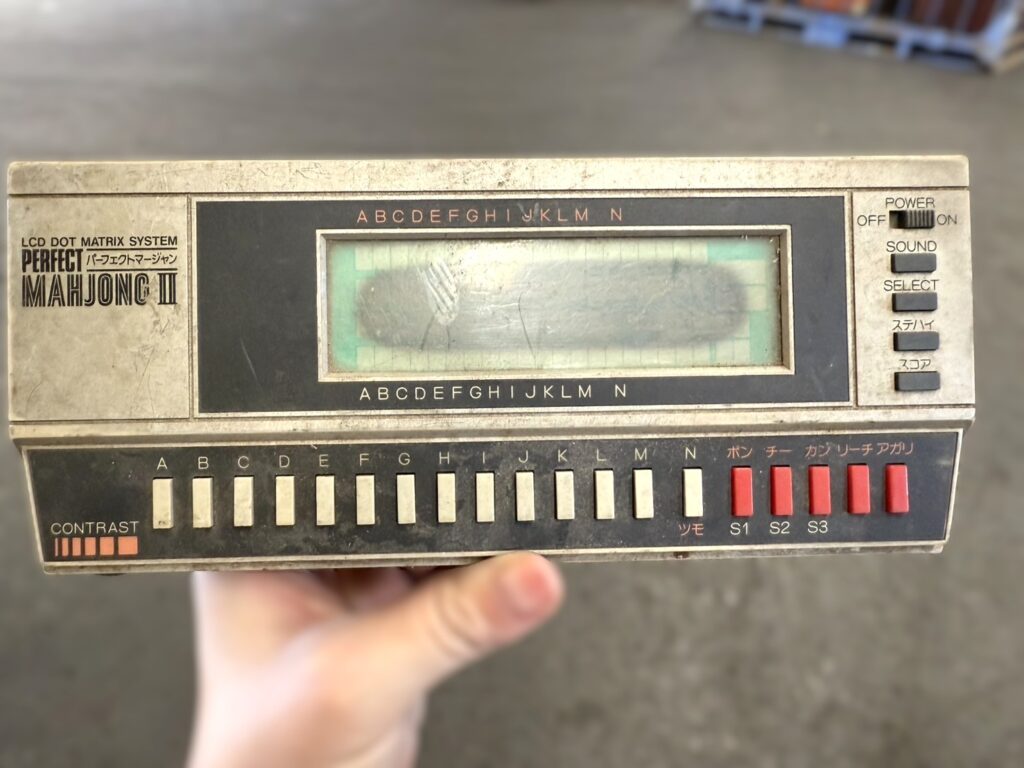 LCD DOT MATRIX SYSTEM
PERFECT パーフェクトマージャン
MAHJONG II
A B C D E F G H I J K L M N
A B C D E F G H I J K L M N
POWER
OFF ON
SOUND
SELECT
ステハイ
スコア
A B C D E F G H I J K L M N ポン チー カン リーチ アガリ
CONTRAST
ツモ S1 S2 S3